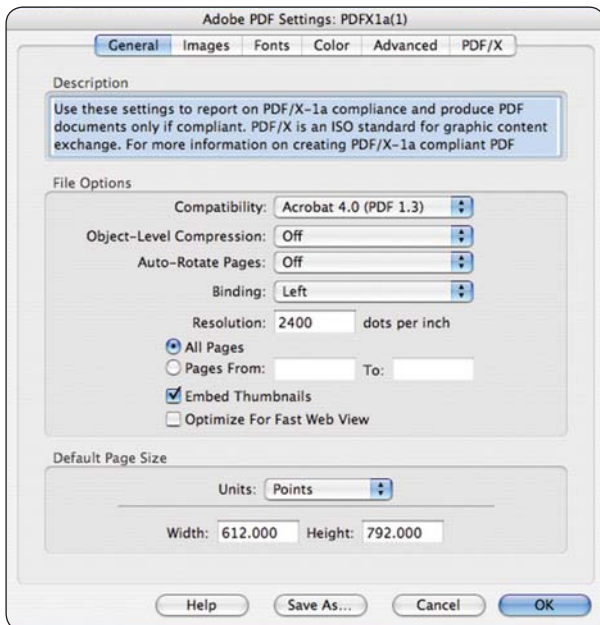 Adobe PDF Settings: PDFX1a(1)
General Images Fonts Color Advanced PDF/X
Description
Use these settings to report on PDF/X-1a compliance and produce PDF
documents only if compliant. PDF/X is an ISO standard for graphic content
exchange. For more information on creating PDF/X-1a compliant PDF
File Options
Compatibility: Acrobat 4.0 (PDF 1.3)
Object-Level Compression: Off
Auto-Rotate Pages: Off
Binding: Left
Resolution: 2400 dots per inch
All Pages
Pages From: To:
Embed Thumbnails
Optimize For Fast Web View
Default Page Size
Units: Points
Width: 612.000 Height: 792.000
Help Save As... Cancel OK